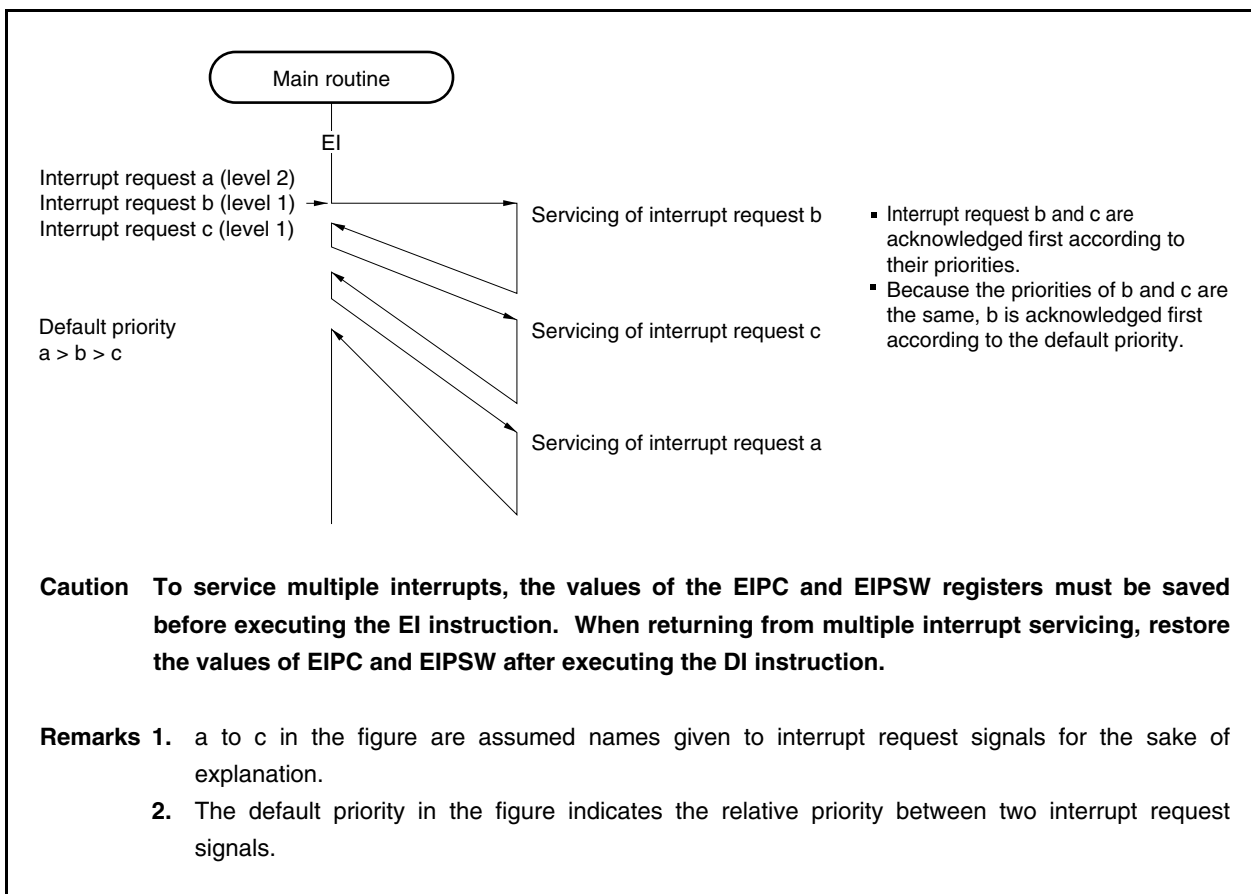 Main routine
EI
Interrupt request a (level 2)
Interrupt request b (level 1)
Interrupt request c (level 1)
Servicing of interrupt request b
▪ Interrupt request b and c are
acknowledged first according to
their priorities.
▪ Because the priorities of b and c are
the same, b is acknowledged first
according to the default priority.
Default priority
a > b > c
Servicing of interrupt request c
Servicing of interrupt request a
Caution To service multiple interrupts, the values of the EIPC and EIPSW registers must be saved
before executing the EI instruction. When returning from multiple interrupt servicing, restore
the values of EIPC and EIPSW after executing the DI instruction.
Remarks 1. a to c in the figure are assumed names given to interrupt request signals for the sake of
explanation.
2. The default priority in the figure indicates the relative priority between two interrupt request
signals.